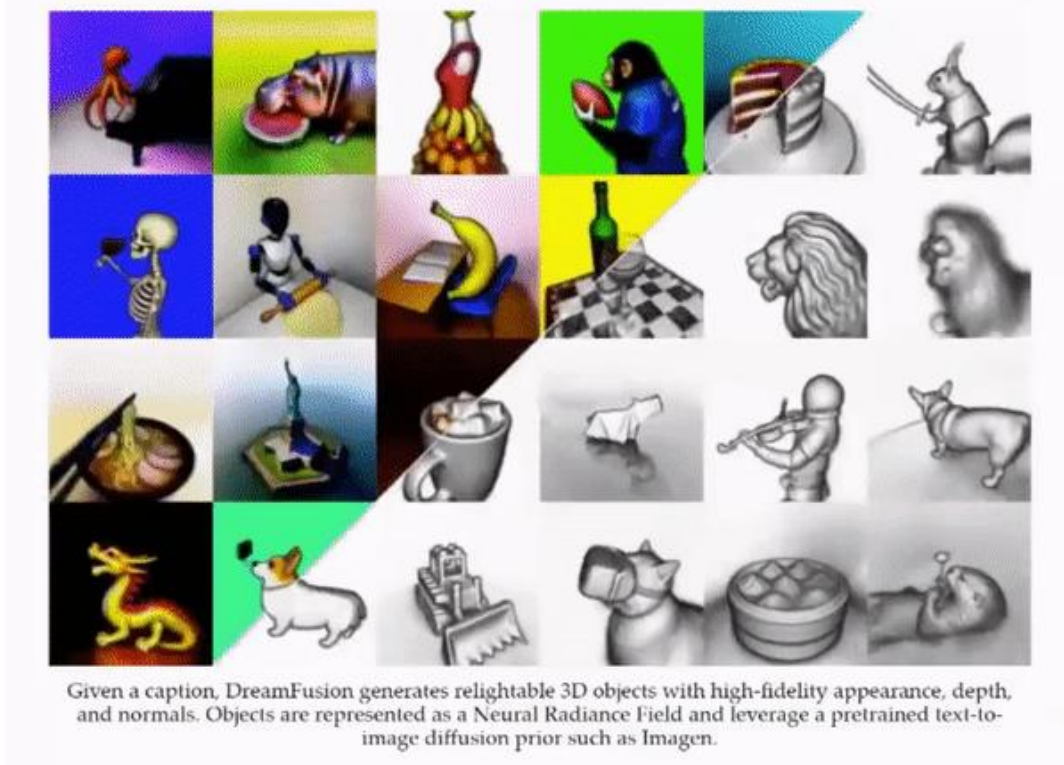 Given a caption, DreamFusion generates relightable 3D objects with high-fidelity appearance, depth,
and normals. Objects are represented as a Neural Radiance Field and leverage a pretrained text-to-
image diffusion prior such as Imagen.